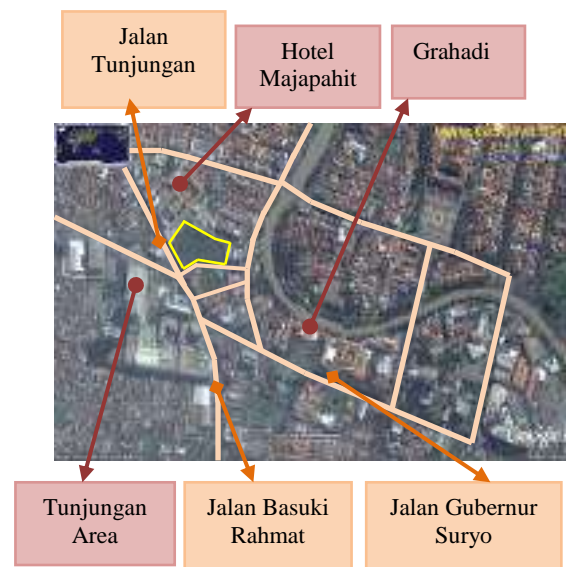 Jalan
Tunjungan
Hotel
Majapahit
Grahadi
Tunjungan
Area
Jalan Basuki
Rahmat
Jalan Gubernur
Suryo